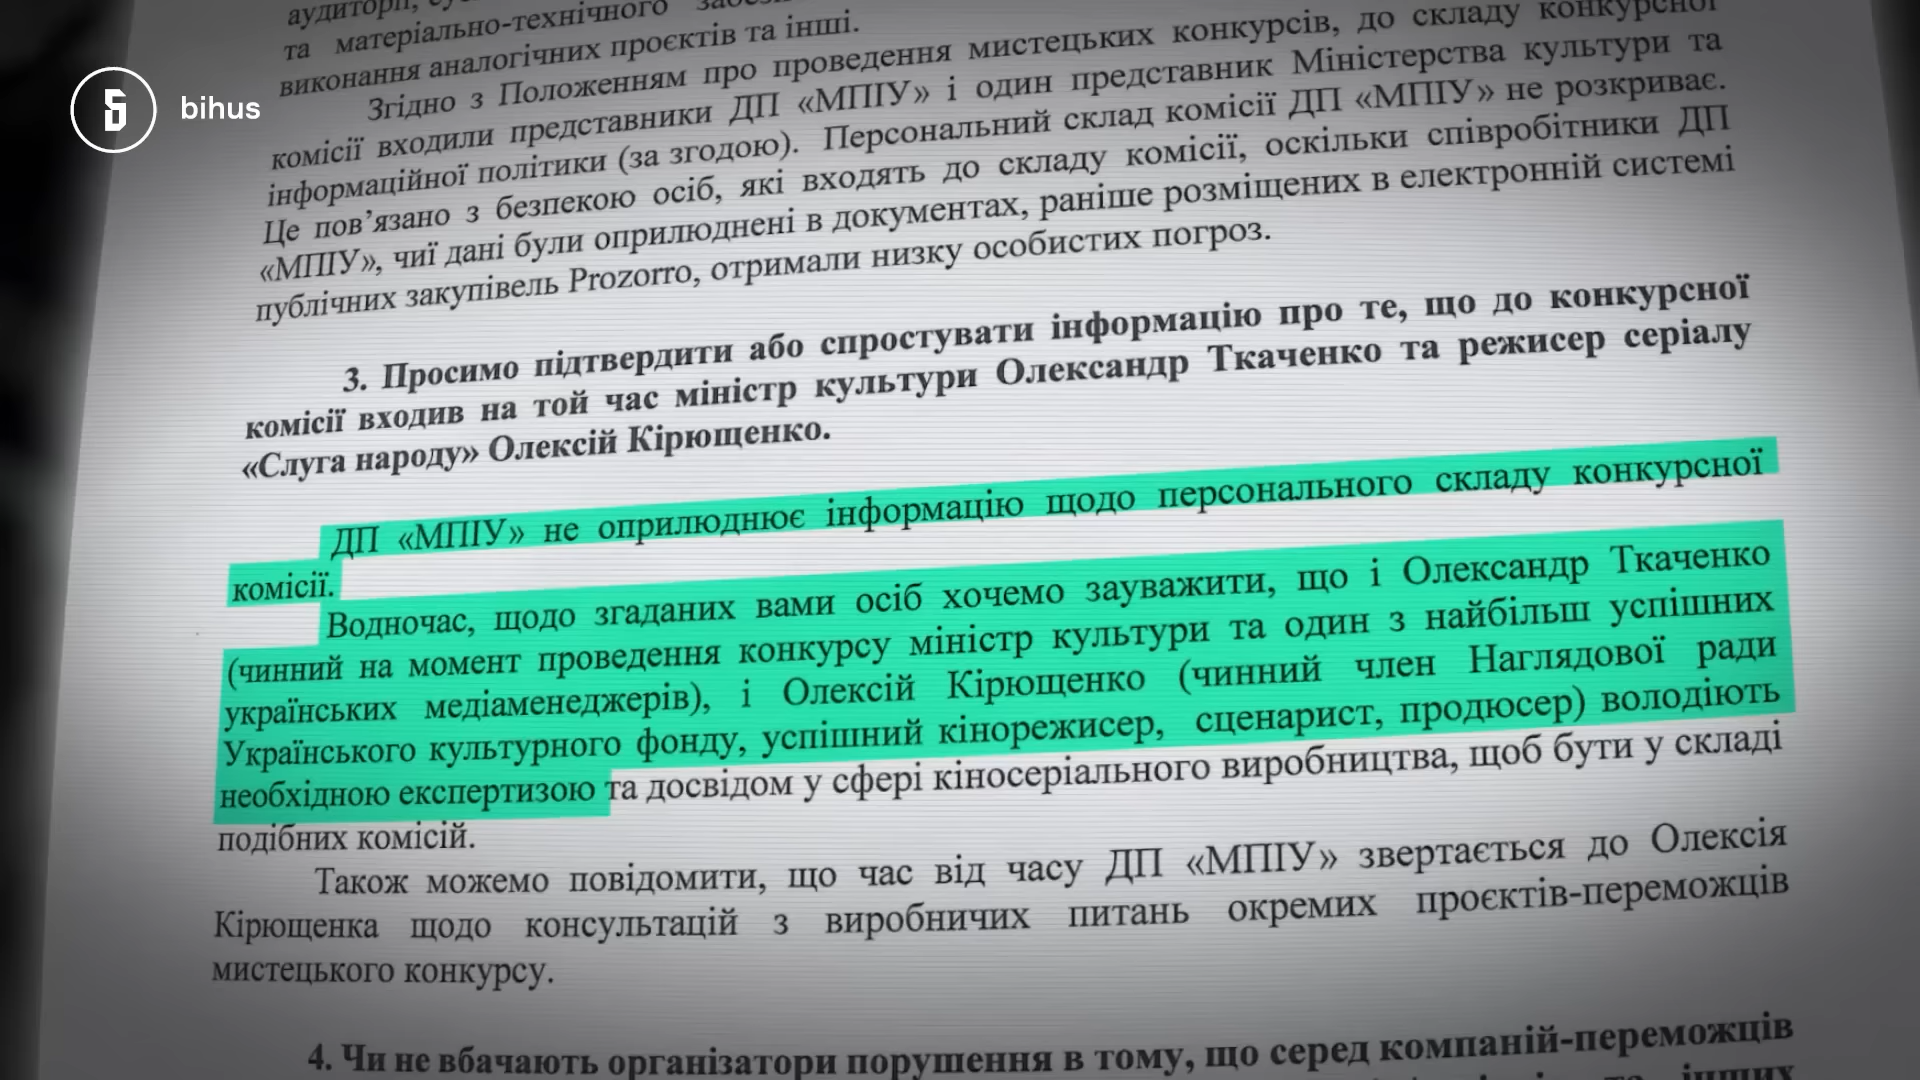 аудиторії,
та матеріально-технічного
виконання аналогічних проєктів та інші.
Згідно з Положенням про проведення мистецьких конкурсів, до складу конкурсної
комісії входили представники ДП «МПІУ» і один представник Міністерства культури та
інформаційної політики (за згодою). Персональний склад комісії ДП «МПІУ» не розкриває.
Це пов’язано з безпекою осіб, які входять до складу комісії, оскільки співробітники ДП
«МПІУ», чиї дані були оприлюднені в документах, раніше розміщених в електронній системі
публічних закупівель Prozorro, отримали низку особистих погроз.
3. Просимо підтвердити або спростувати інформацію про те, що до конкурсної
комісії входив на той час міністр культури Олександр Ткаченко та режисер серіалу
«Слуга народу» Олексій Кірющенко.
ДП «МПІУ» не оприлюднює інформацію щодо персонального складу конкурсної
комісії.
Водночас, щодо згаданих вами осіб хочемо зауважити, що і Олександр Ткаченко
(чинний на момент проведення конкурсу міністр культури та один з найбільш успішних
українських медіаменеджерів), і Олексій Кірющенко (чинний член Наглядової ради
Українського культурного фонду, успішний кінорежисер, сценарист, продюсер) володіють
необхідною експертизою та досвідом у сфері кіносеріального виробництва, щоб бути у складі
подібних комісій.
Також можемо повідомити, що час від часу ДП «МПІУ» звертається до Олексія
Кірющенка щодо консультацій з виробничих питань окремих проєктів-переможців
мистецького конкурсу.
4. Чи не вбачають організатори порушення в тому, що серед компаній-переможців
та інших
bihus